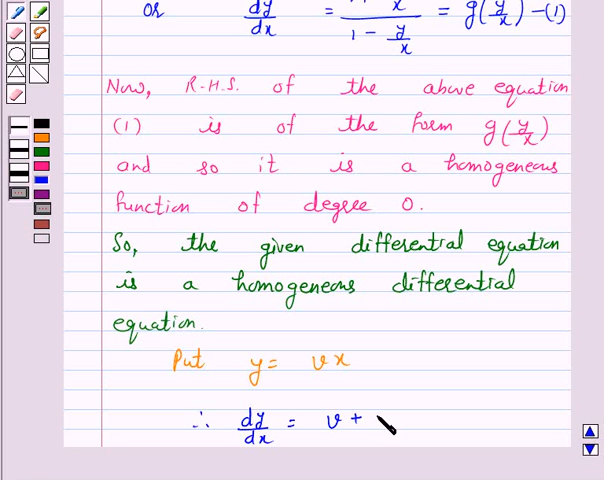 or dy/dx = x / 1 - y/x = g(y/x) - (1)
Now, R.H.S. of the above equation
(1) is of the form g(y/x)
and so it is a homogeneous
function of degree 0.
So, the given differential equation
is a homogeneous differential
equation.
Put y = vx
∴ dy/dx = v +